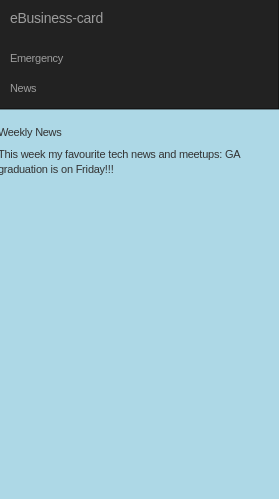 eBusiness-card
Emergency
News
Weekly News
This week my favourite tech news and meetups: GA
graduation is on Friday!!!